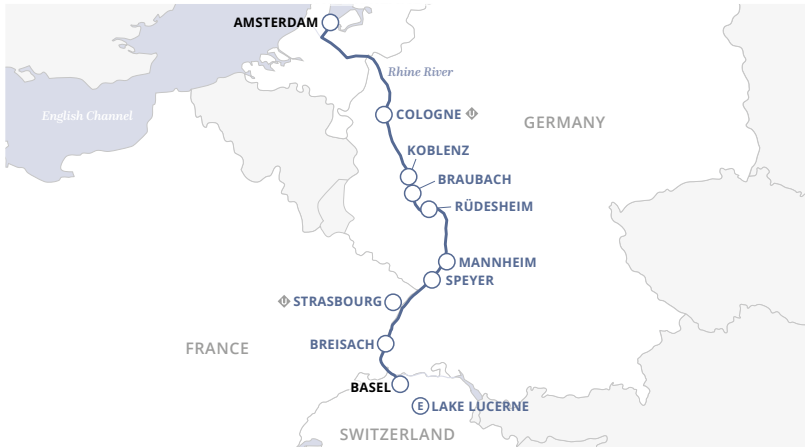 AMSTERDAM
Rhine River
English Channel
COLOGNE U
GERMANY
KOBLENZ
BRAUBACH
RÜDESHEIM
MANNHEIM
SPEYER
U STRASBOURG
BREISACH
FRANCE
BASEL
E LAKE LUCERNE
SWITZERLAND